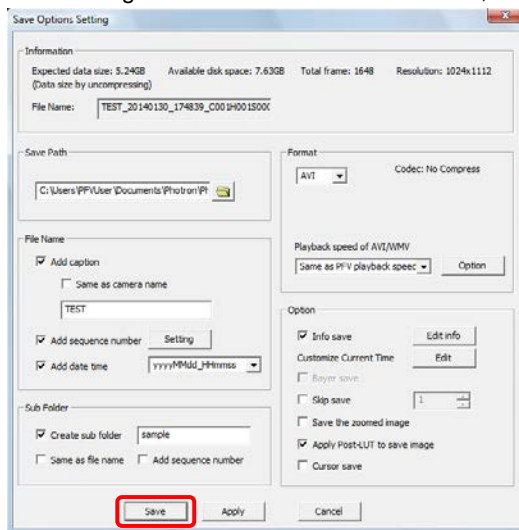 Save Options Setting
Information
Expected data size: 5.24GB Available disk space: 7.63GB Total frame: 1648 Resolution: 1024x1112
(Data size by uncompressing)
File Name: TEST_20140130_174839_C001H001S000
Save Path
C:\Users\PFVUser\Documents\Photron\Pf
File Name
Add caption
Same as camera name
TEST
Add sequence number Setting
Add date time yyyyMMdd_HHmmss
Sub Folder
Create sub folder sample
Same as file name Add sequence number
Format
AVI Codec: No Compress
Playback speed of AVI/WMV
Same as PFV playback speed Option
Option
Info save Edit info
Customize Current Time Edit
Bayer save
Skip save 1
Save the zoomed image
Apply Post-LUT to save image
Cursor save
Save Apply Cancel